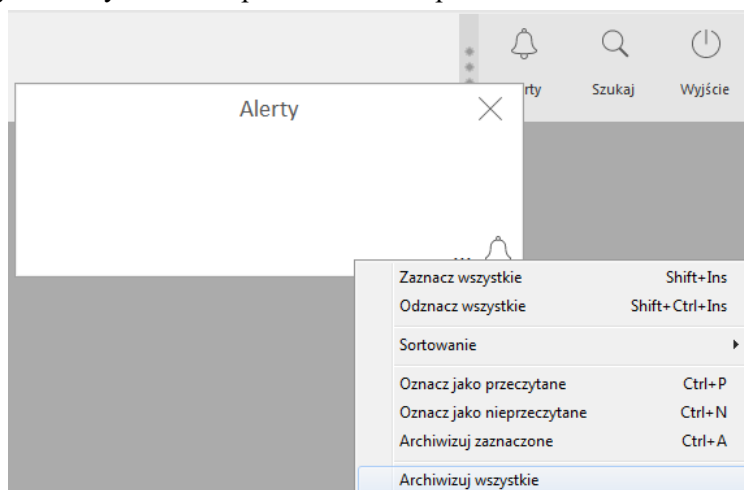 rty Szukaj Wyjście
Alerty
...
Zaznacz wszystkie Shift+Ins
Odznacz wszystkie Shift+Ctrl+Ins
Sortowanie
Oznacz jako przeczytane Ctrl+P
Oznacz jako nieprzeczytane Ctrl+N
Archiwizuj zaznaczone Ctrl+A
Archiwizuj wszystkie